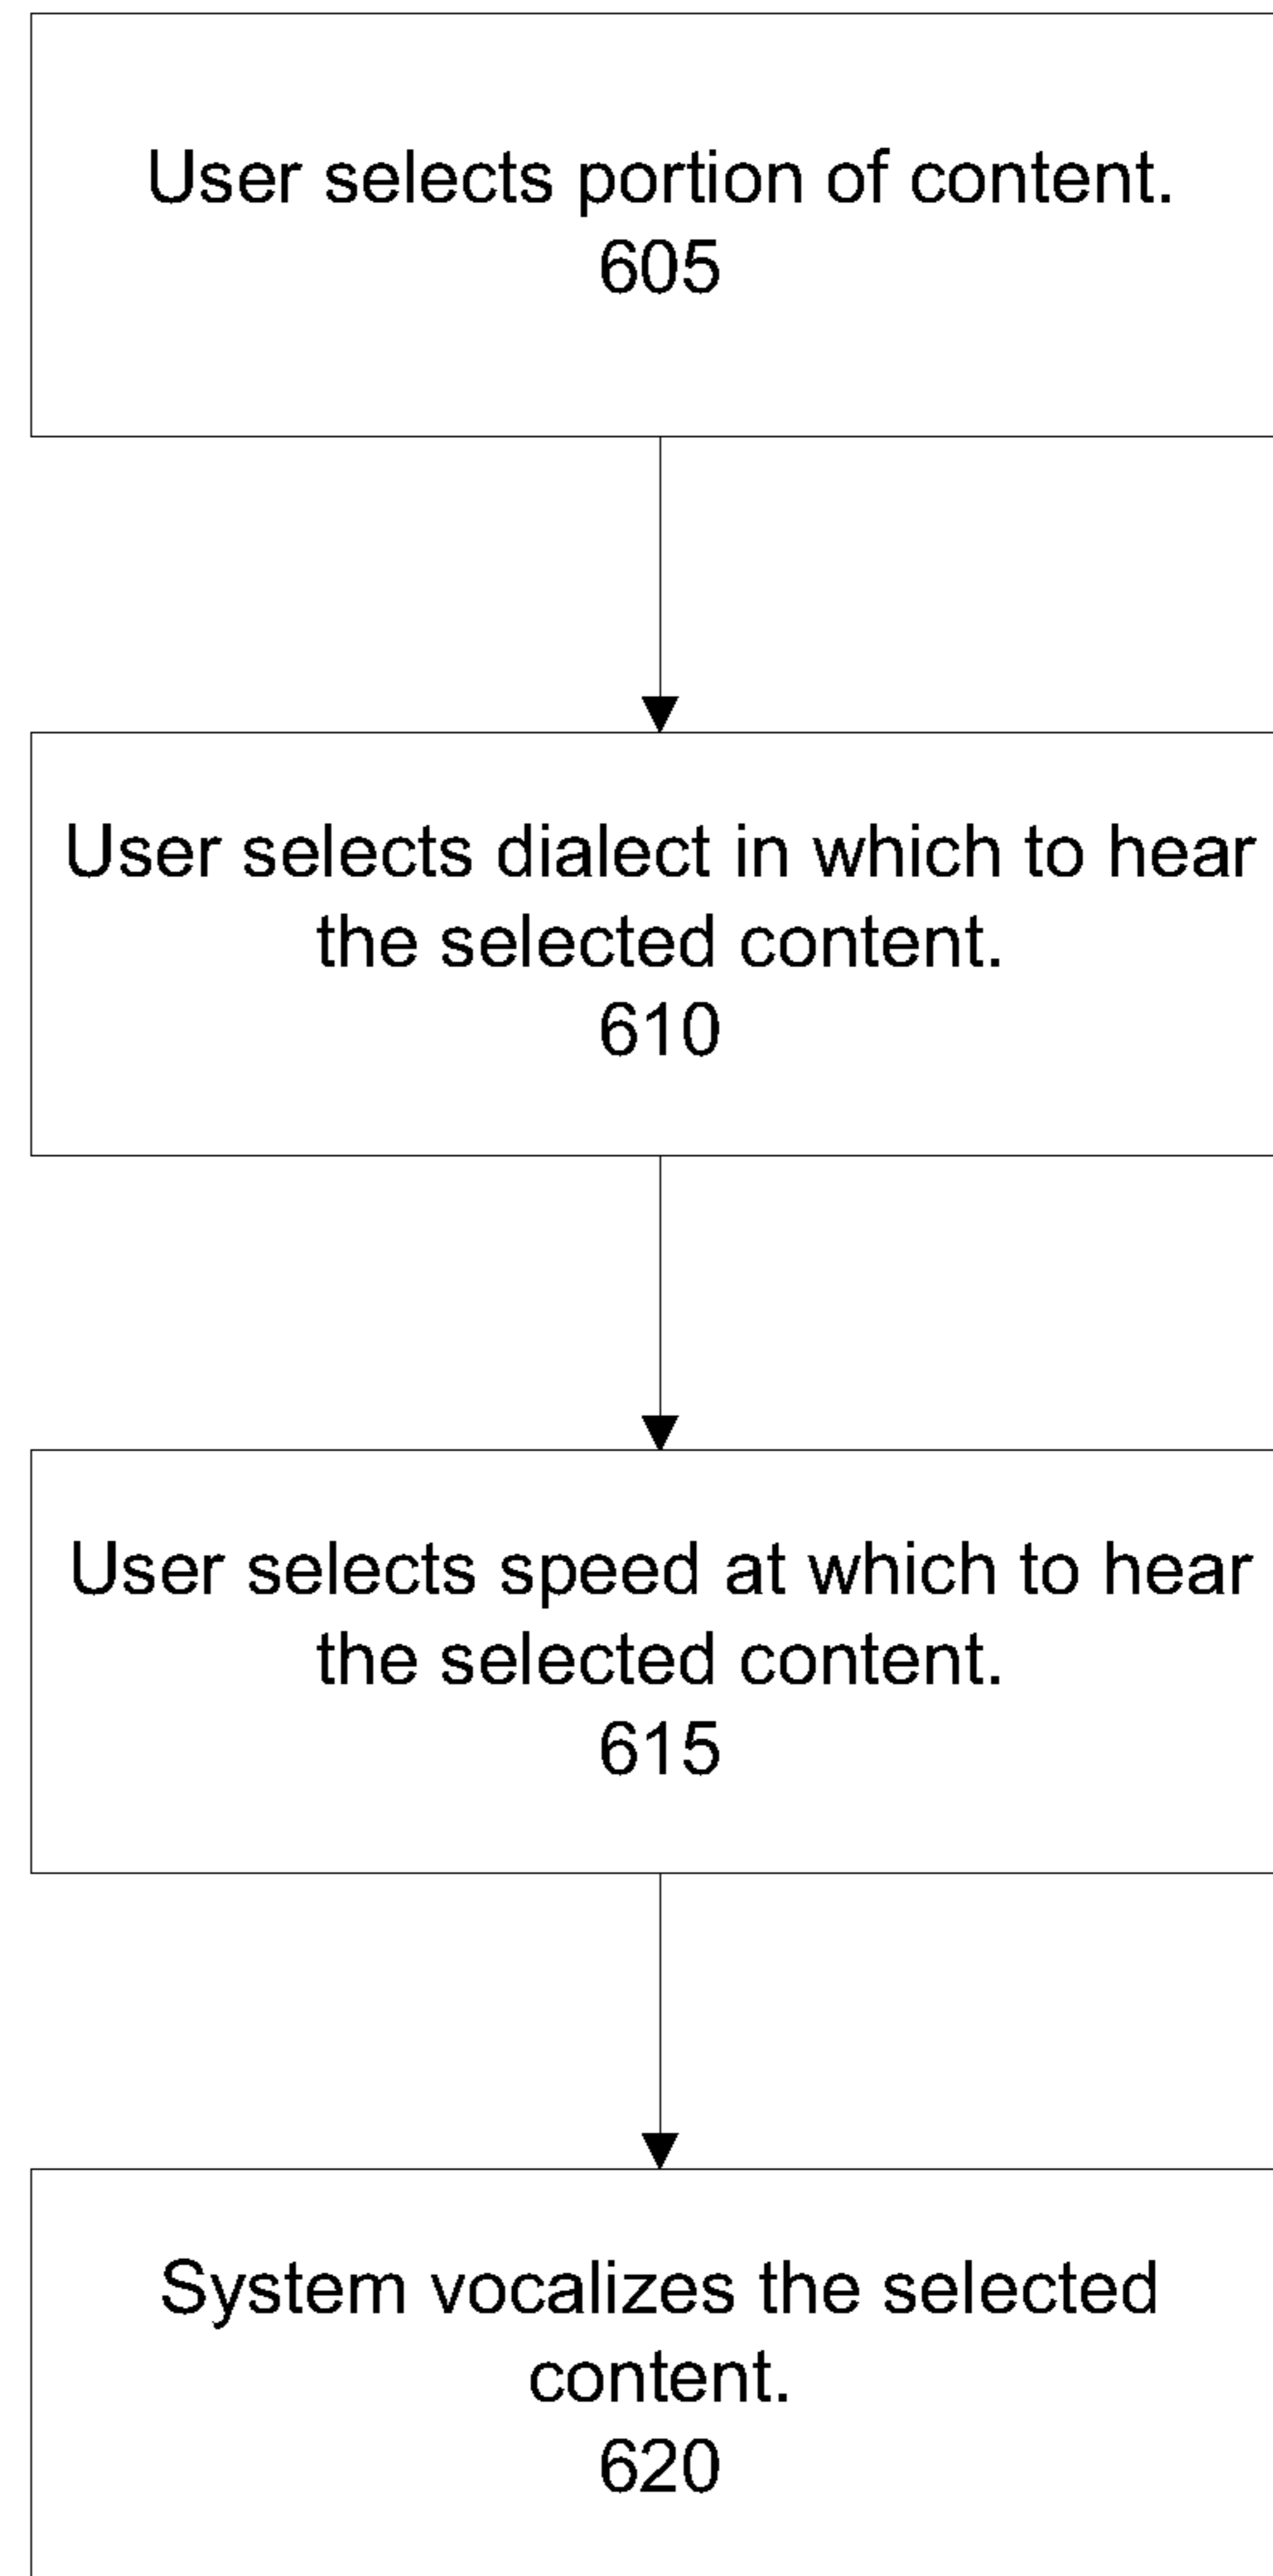 User selects portion of content.
605
User selects dialect in which to hear
the selected content.
610
User selects speed at which to hear
the selected content.
615
System vocalizes the selected
content.
620